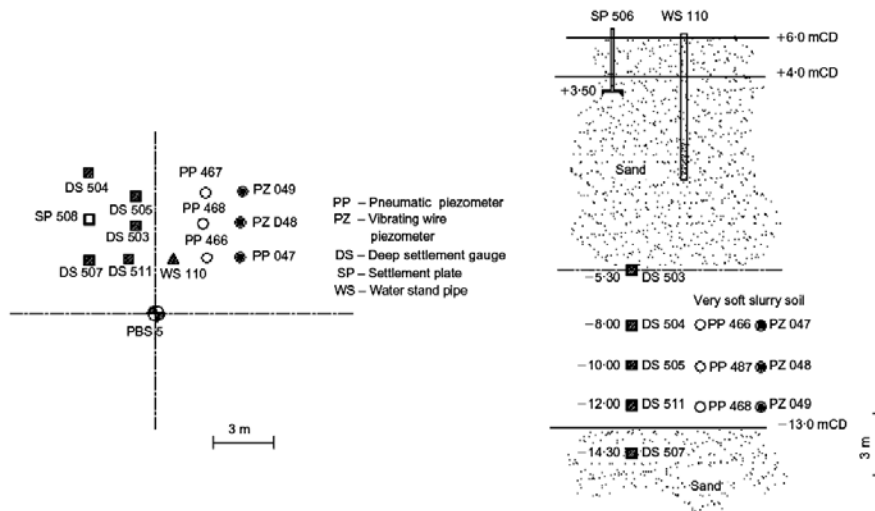 PP 467
DS 504
PZ 049
DS 505
PP 468
SP 508
PZ D48
DS 503
PP 466
DS 507
DS 511
WS 110
PP 047
PBS 5
3 m
PP – Pneumatic piezometer
PZ – Vibrating wire
piezometer
DS – Deep settlement gauge
SP – Settlement plate
WS – Water stand pipe
SP 506 WS 110
+6·0 mCD
+4·0 mCD
+3·50
Sand
−5·30 DS 503
Very soft slurry soil
−8·00 DS 504 PP 466 PZ 047
−10·00 DS 505 PP 487 PZ 048
−12·00 DS 511 PP 468 PZ 049
−13·0 mCD
−14·30 DS 507
Sand
3 m